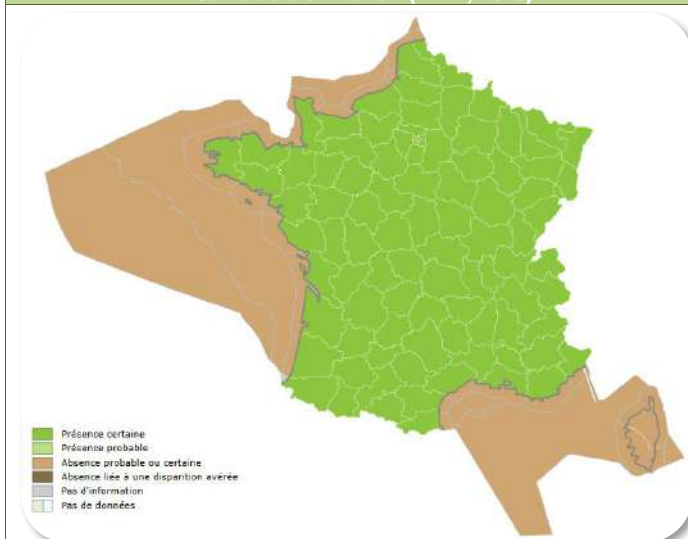 Présence certaine
Présence probable
Absence probable ou certaine
Absence liée à une disparition avérée
Pas d'information
Pas de données